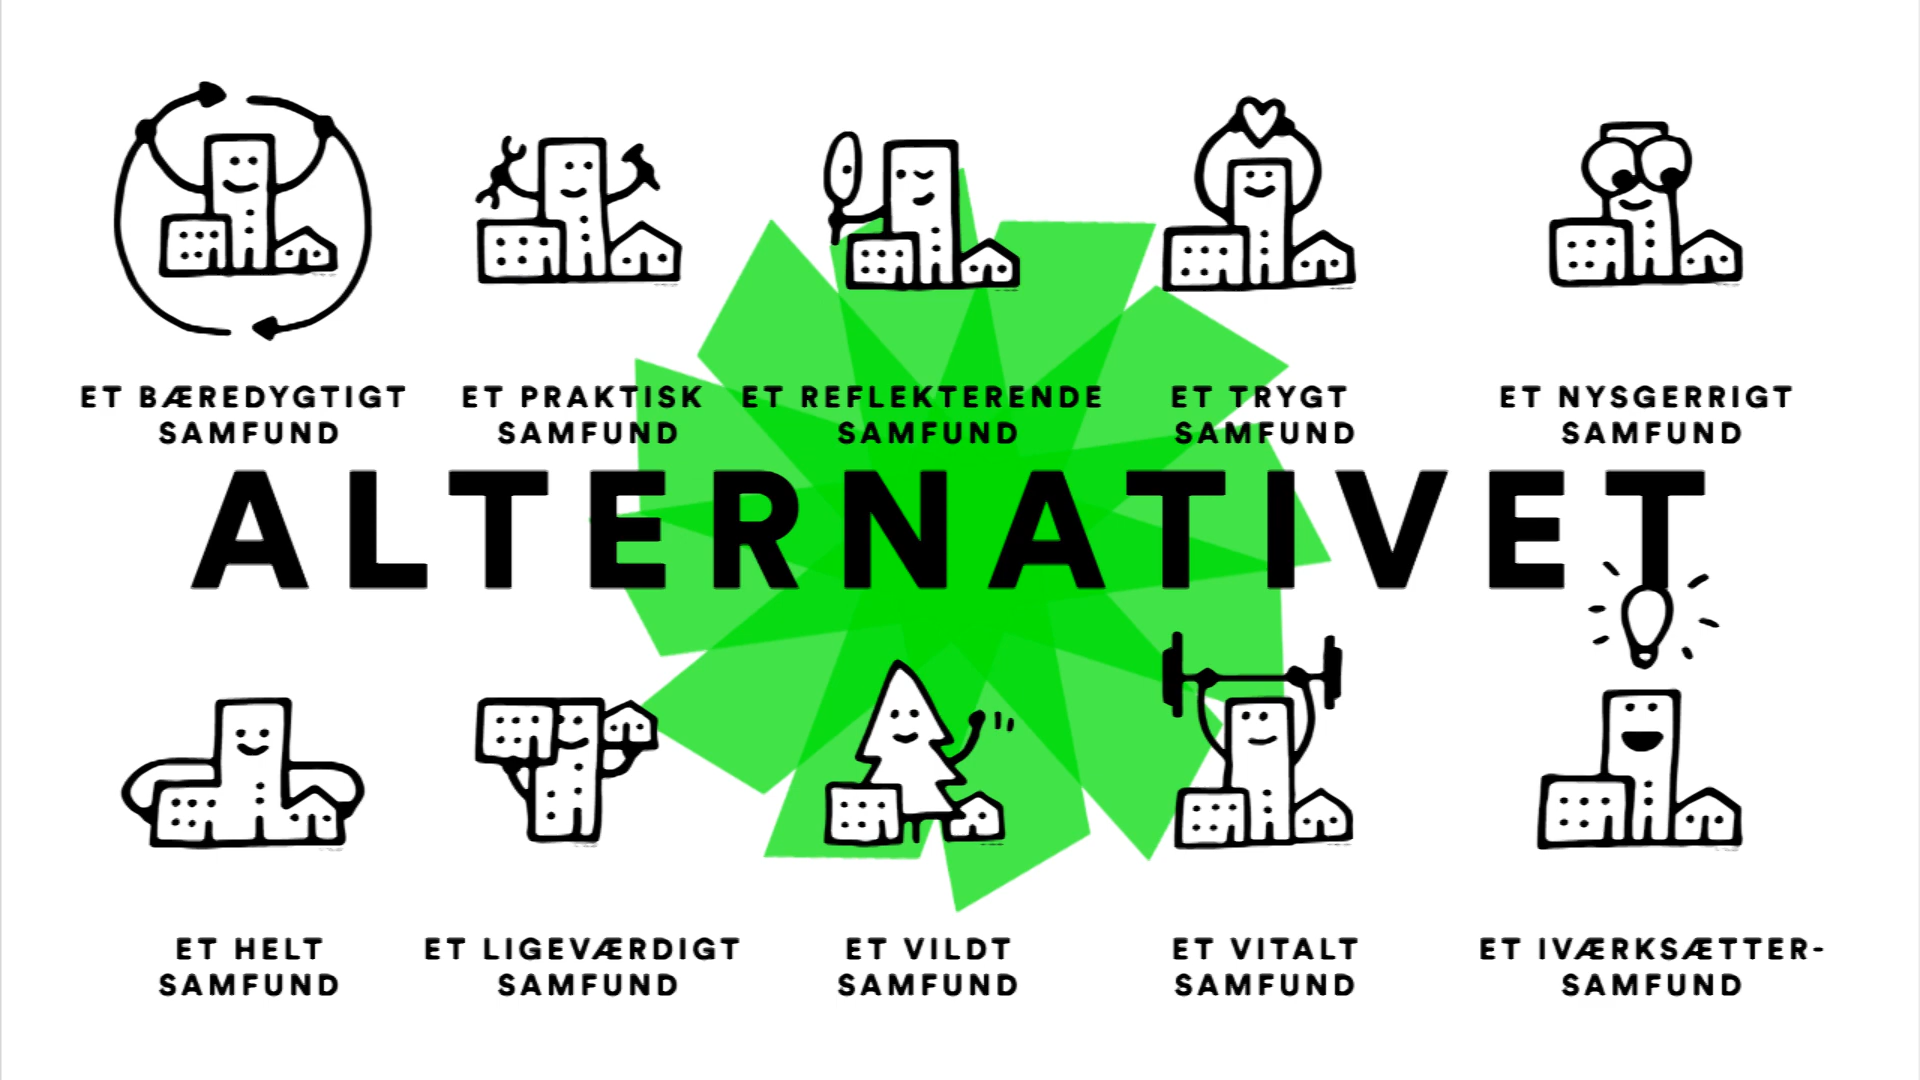 ET BÆREDYGTIGT
SAMFUND
ET PRAKTISK
SAMFUND
ET REFLEKTERENDE
SAMFUND
ET TRYGT
SAMFUND
ET NYSGERRIGT
SAMFUND
ALTERNATIVET
ET HELT
SAMFUND
ET LIGEVÆRDIGT
SAMFUND
ET VILDT
SAMFUND
ET VITALT
SAMFUND
ET IVÆRKSÆTTER-
SAMFUND